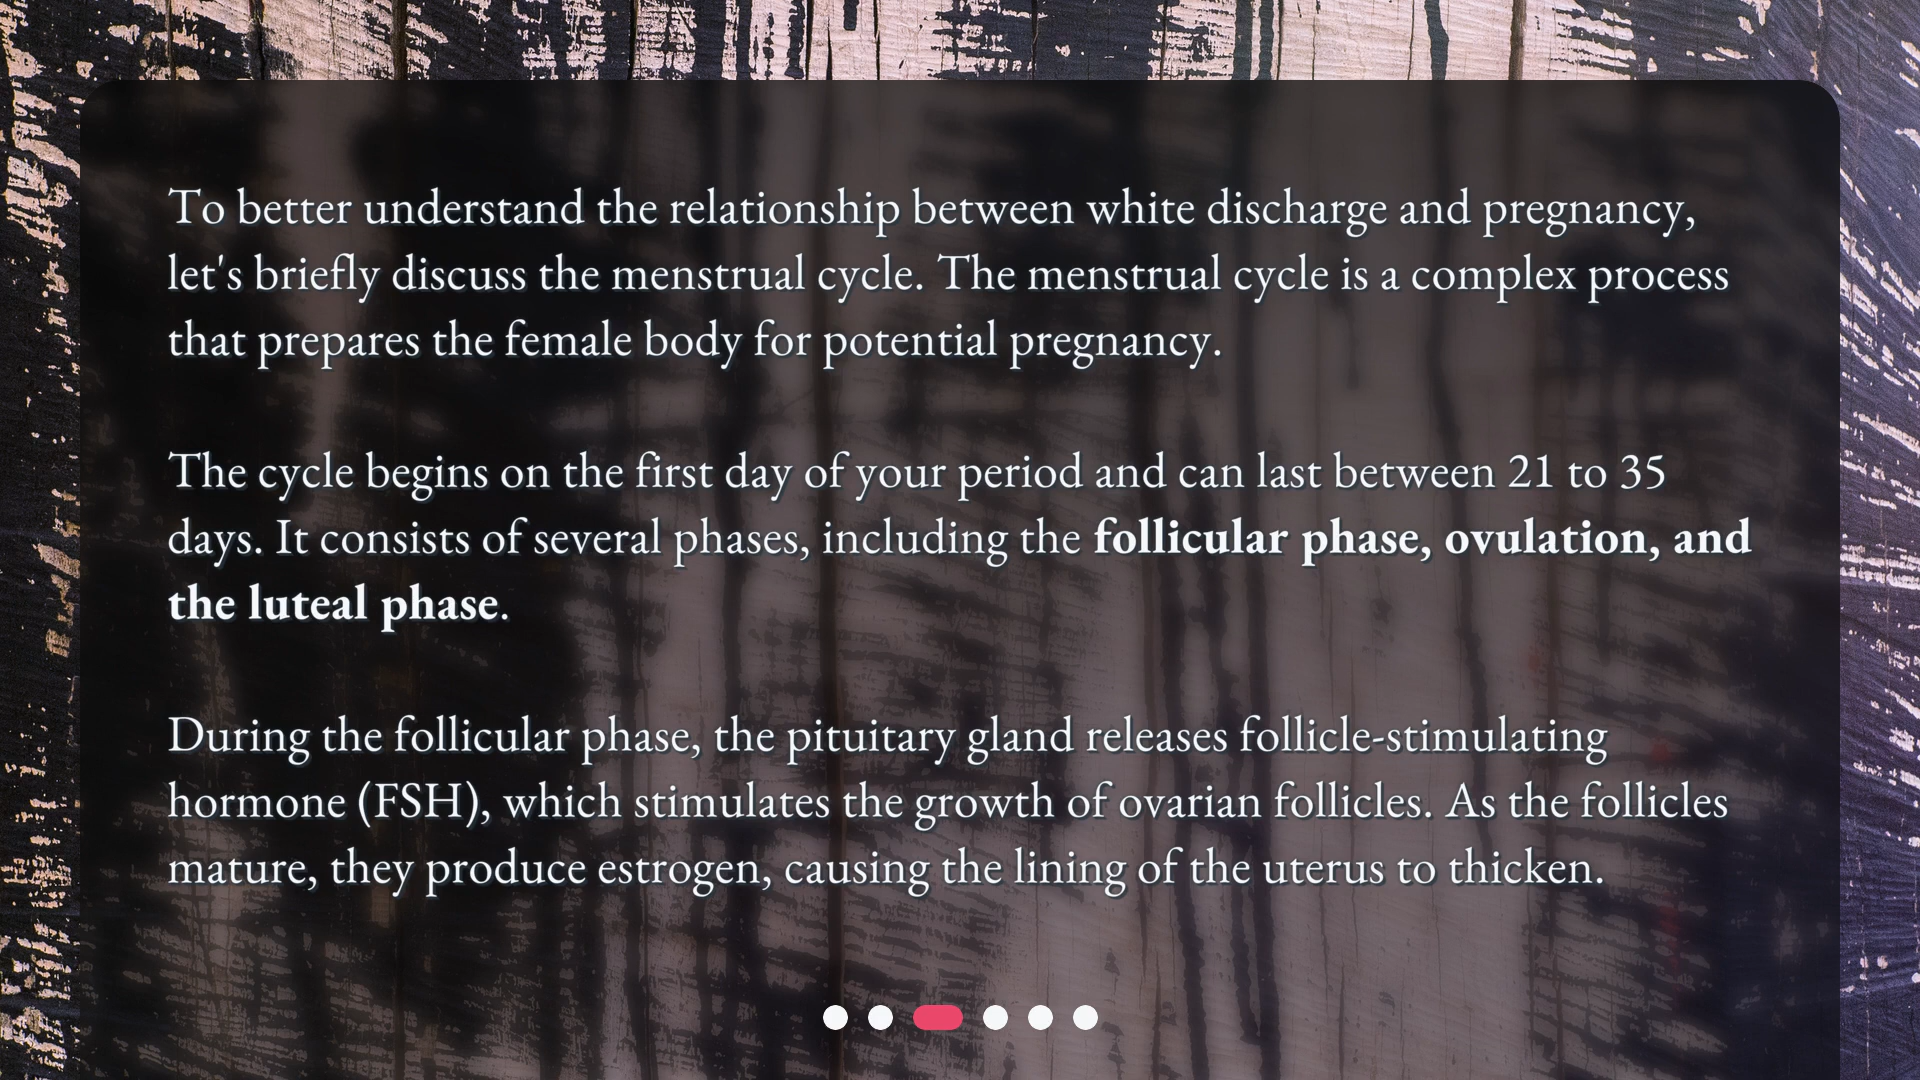 To better understand the relationship between white discharge and pregnancy,
let's briefly discuss the menstrual cycle. The menstrual cycle is a complex process
that prepares the female body for potential pregnancy.
The cycle begins on the first day of your period and can last between 21 to 35
days. It consists of several phases, including the follicular phase, ovulation, and
the luteal phase.
During the follicular phase, the pituitary gland releases follicle-stimulating
hormone (FSH), which stimulates the growth of ovarian follicles. As the follicles
mature, they produce estrogen, causing the lining of the uterus to thicken.